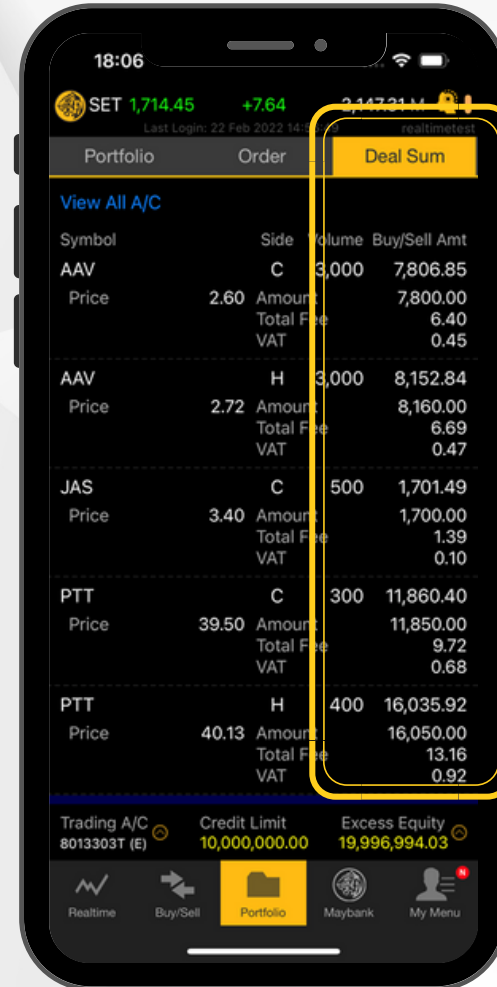 18:06
SET 1,714.45 +7.64 2,147.31 M
Last Login: 22 Feb 2022 14: realtimetest
Portfolio Order Deal Sum
View All A/C
Symbol Side Volume Buy/Sell Amt
AAV C 3,000 7,806.85
Price 2.60 Amount 7,800.00
Total Fee 6.40
VAT 0.45
AAV H 3,000 8,152.84
Price 2.72 Amount 8,160.00
Total Fee 6.69
VAT 0.47
JAS C 500 1,701.49
Price 3.40 Amount 1,700.00
Total Fee 1.39
VAT 0.10
PTT C 300 11,860.40
Price 39.50 Amount 11,850.00
Total Fee 9.72
VAT 0.68
PTT H 400 16,035.92
Price 40.13 Amount 16,050.00
Total Fee 13.16
VAT 0.92
Trading A/C Credit Limit Excess Equity
8013303T (E) 10,000,000.00 19,996,994.03
N
Realtime Buy/Sell Portfolio Maybank My Menu